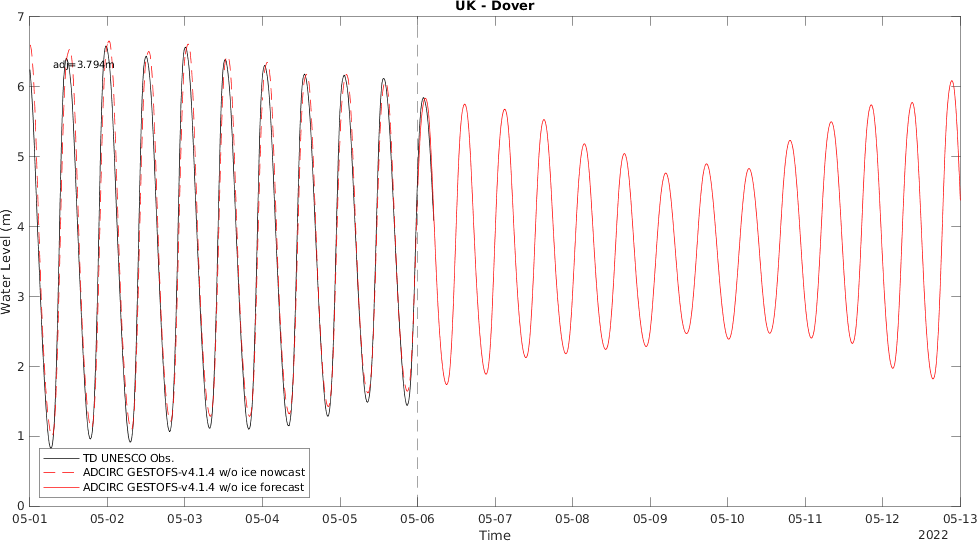 UK - Dover
7
adj=3.794m
6
5
4
3
2
1
0
Water Level (m)
TD UNESCO Obs.
ADCIRC GESTOFS-v4.1.4 w/o ice nowcast
ADCIRC GESTOFS-v4.1.4 w/o ice forecast
05-01 05-02 05-03 05-04 05-05 05-06 05-07 05-08 05-09 05-10 05-11 05-12 05-13
Time
2022